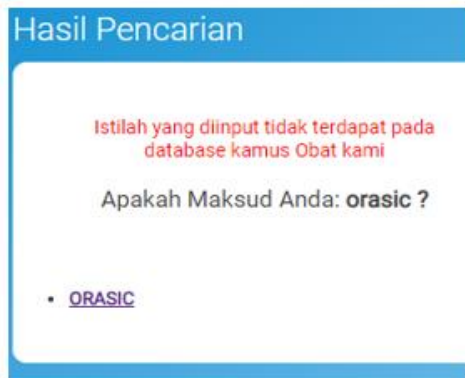 Hasil Pencarian
Istilah yang diinput tidak terdapat pada
database kamus Obat kami
Apakah Maksud Anda: orasic ?
• ORASIC